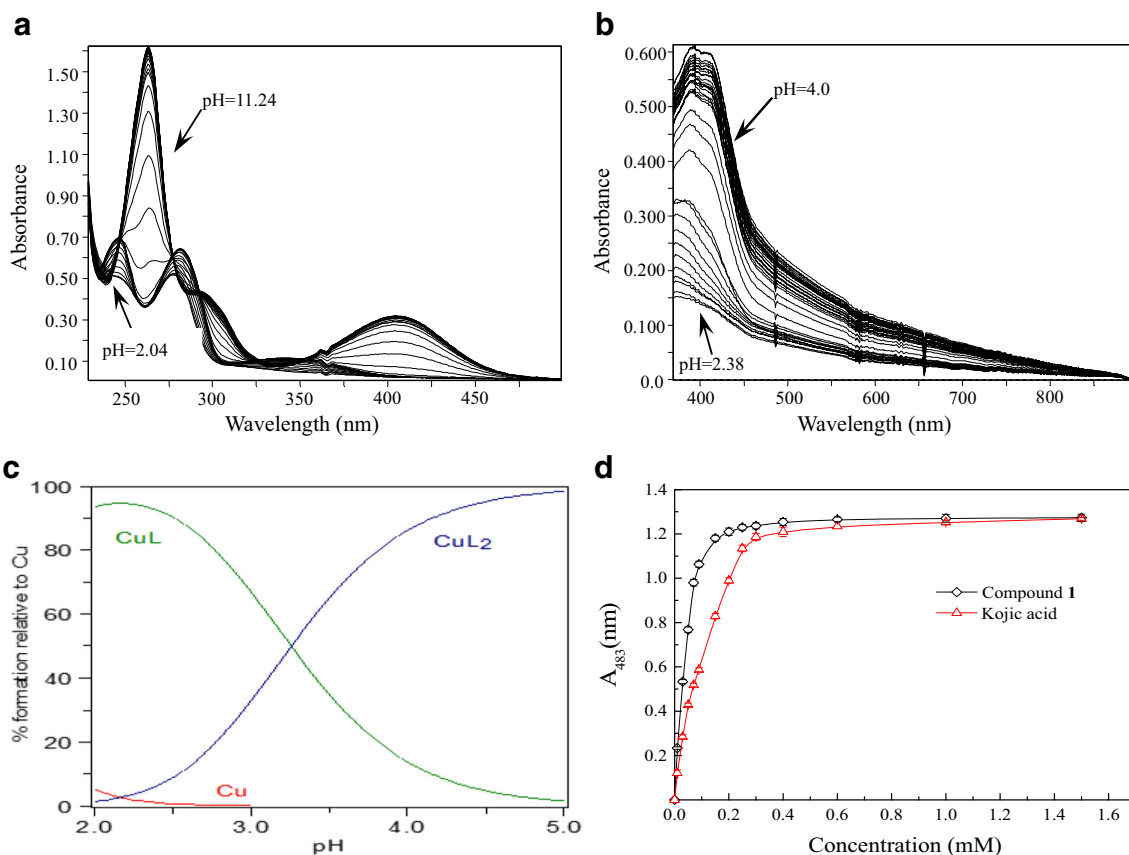 a
1.50
1.30
1.10
0.90
0.70
0.50
0.30
0.10
Absorbance
pH=11.24
pH=2.04
250 300 350 400 450
Wavelength (nm)
b
0.600
0.500
0.400
0.300
0.200
0.100
0.0
Absorbance
pH=4.0
pH=2.38
400 500 600 700 800
Wavelength (nm)
c
100
80
60
40
20
0
% formation relative to Cu
CuL
CuL2
Cu
2.0 3.0 4.0 5.0
pH
d
1.4
1.2
1.0
0.8
0.6
0.4
0.2
A483(nm)
Compound 1
Kojic acid
0.0 0.2 0.4 0.6 0.8 1.0 1.2 1.4 1.6
Concentration (mM)